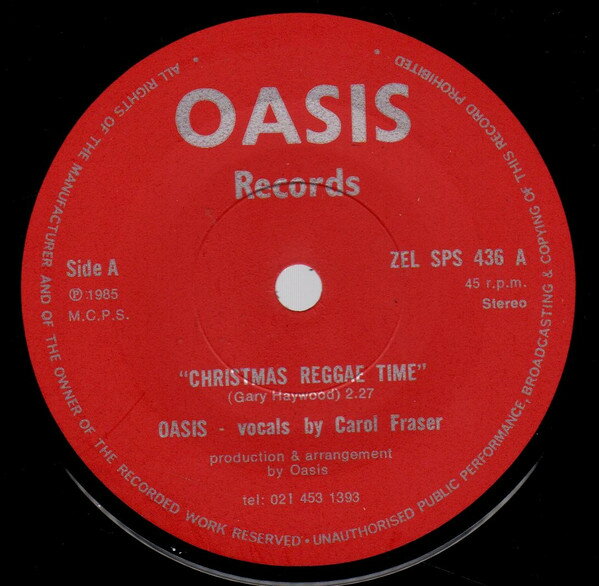 OASIS
Records
Side A
Ⓟ 1985
M.C.P.S.
ZEL SPS 436 A
45 r.p.m.
Stereo
"CHRISTMAS REGGAE TIME"
(Gary Haywood) 2.27
OASIS - vocals by Carol Fraser
production & arrangement
by Oasis
tel: 021 453 1393
* ALL RIGHTS OF THE MANUFACTURER AND OF THE OWNER OF THE RECORDED WORK RESERVED • UNAUTHORISED PUBLIC PERFORMANCE, BROADCASTING & COPYING OF THIS RECORD PROHIBITED *